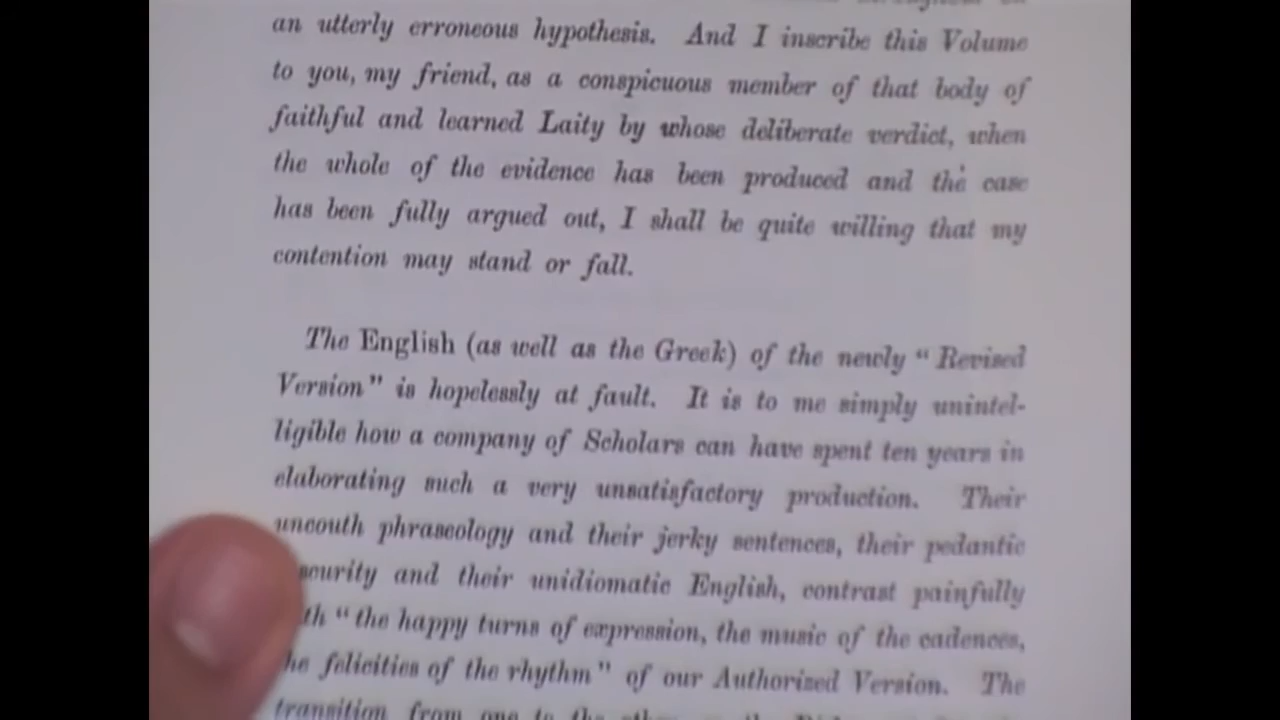 an utterly erroneous hypothesis. And I inscribe this Volume
to you, my friend, as a conspicuous member of that body of
faithful and learned Laity by whose deliberate verdict, when
the whole of the evidence has been produced and the case
has been fully argued out, I shall be quite willing that my
contention may stand or fall.
The English (as well as the Greek) of the newly "Revised
Version" is hopelessly at fault. It is to me simply unintel-
ligible how a company of Scholars can have spent ten years in
elaborating such a very unsatisfactory production. Their
uncouth phraseology and their jerky sentences, their pedantic
scurity and their unidiomatic English, contrast painfully
th "the happy turns of expression, the music of the cadences,
he felicities of the rhythm" of our Authorized Version. The
transition from one to the